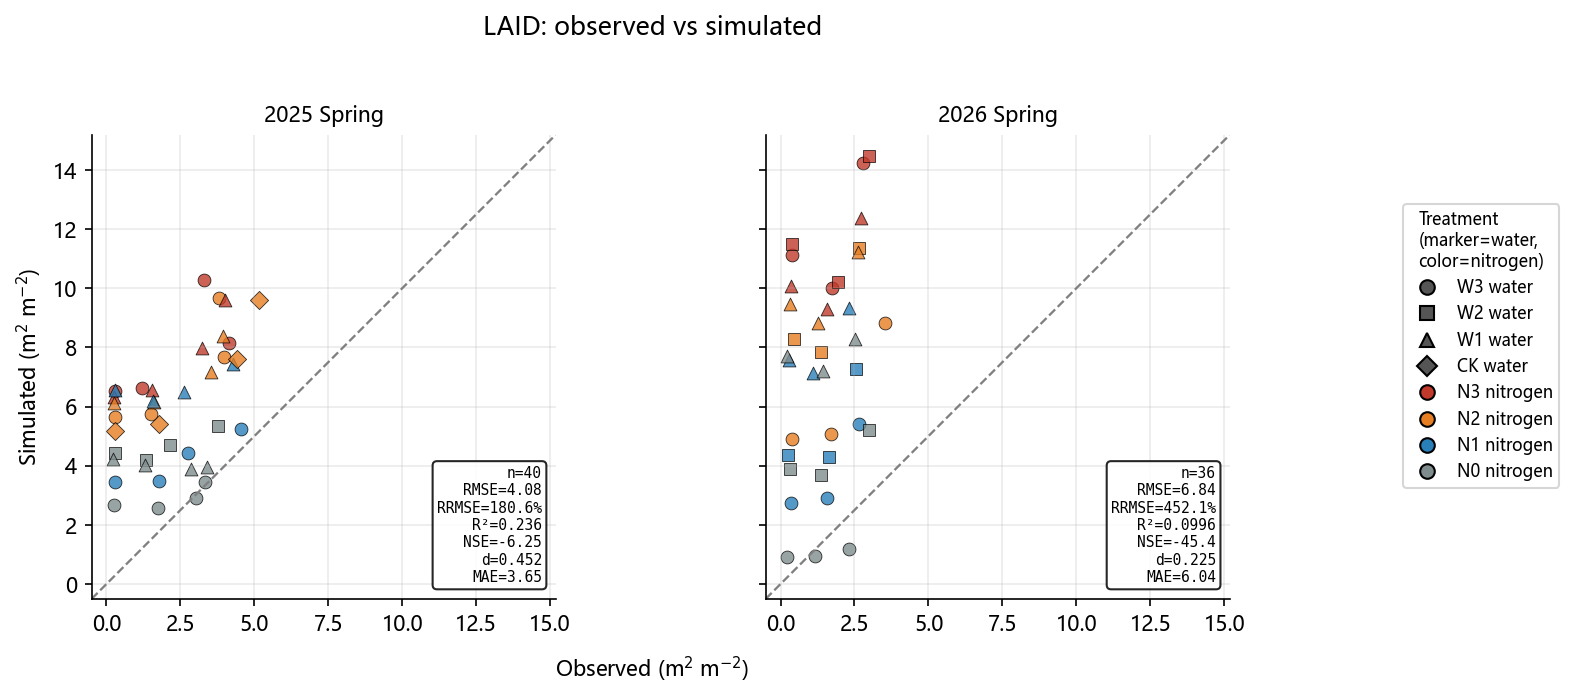 LAID: observed vs simulated
2025 Spring
2026 Spring
Simulated (m² m⁻²)
14
12
10
8
6
4
2
0
n=40
RMSE=4.08
RRMSE=180.6%
R²=0.236
NSE=-6.25
d=0.452
MAE=3.65
0.0 2.5 5.0 7.5 10.0 12.5 15.0
n=36
RMSE=6.84
RRMSE=452.1%
R²=0.0996
NSE=-45.4
d=0.225
MAE=6.04
0.0 2.5 5.0 7.5 10.0 12.5 15.0
Observed (m² m⁻²)
Treatment
(marker=water,
color=nitrogen)
W3 water
W2 water
W1 water
CK water
N3 nitrogen
N2 nitrogen
N1 nitrogen
N0 nitrogen